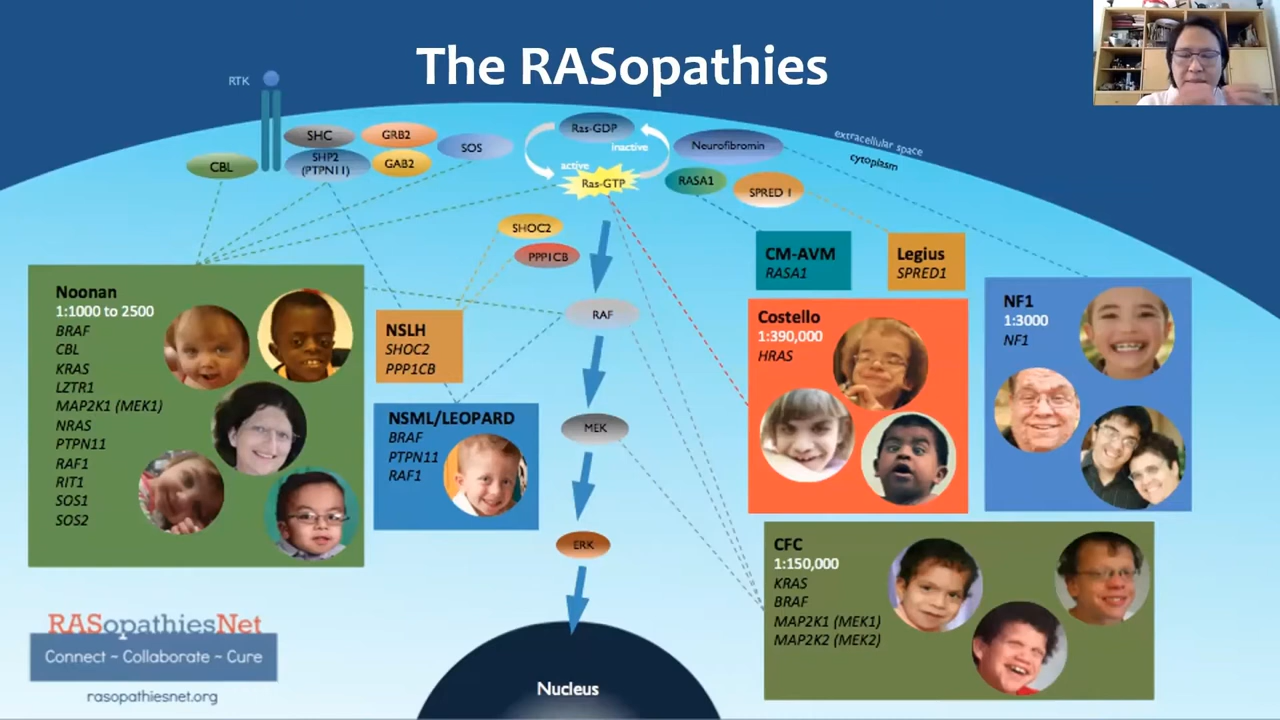 The RASopathies
RTK
CBL
SHC
GRB2
SHP2
(PTPN11)
GAB2
SOS
Ras-GDP
inactive
active
Ras-GTP
Neurofibromin
RASA1
SPRED 1
extracellular space
cytoplasm
SHOC2
PPP1CB
RAF
MEK
ERK
Nucleus
Noonan
1:1000 to 2500
BRAF
CBL
KRAS
LZTR1
MAP2K1 (MEK1)
NRAS
PTPN11
RAF1
RIT1
SOS1
SOS2
NSLH
SHOC2
PPP1CB
NSML/LEOPARD
BRAF
PTPN11
RAF1
CM-AVM
RASA1
Legius
SPRED1
Costello
1:390,000
HRAS
NF1
1:3000
NF1
CFC
1:150,000
KRAS
BRAF
MAP2K1 (MEK1)
MAP2K2 (MEK2)
RASopathiesNet
Connect ~ Collaborate ~ Cure
rasopathiesnet.org